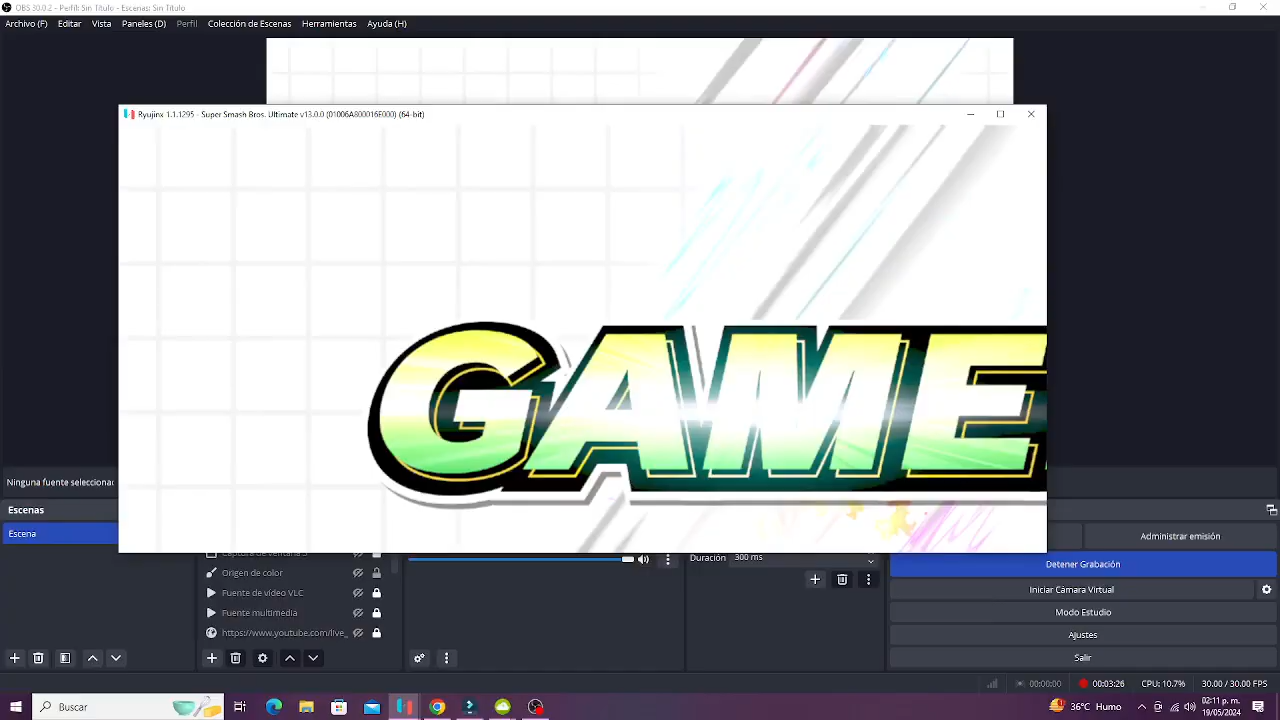 OBS 30.0.2 - Perfil: Sin Título - Escenas: Sin Título
Archivo (F) Editar Vista Paneles (D) Perfil Colección de Escenas Herramientas Ayuda (H)
Ryujinx 1.1.1295 - Super Smash Bros. Ultimate v13.0.0 (01006A800016E000) (64-bit)
GAME
Ninguna fuente seleccionad
Escenas
Escena
Administrar emisión
Duración 300 ms
Detener Grabación
Origen de color
Iniciar Cámara Virtual
Fuente de video VLC
Modo Estudio
Fuente multimedia
https://www.youtube.com/live_
Ajustes
Salir
00:00:00 00:03:26 CPU: 10.7% 30.00 / 30.00 FPS
Buscar
36°C Humo
02:11 p. m.
19/05/2024